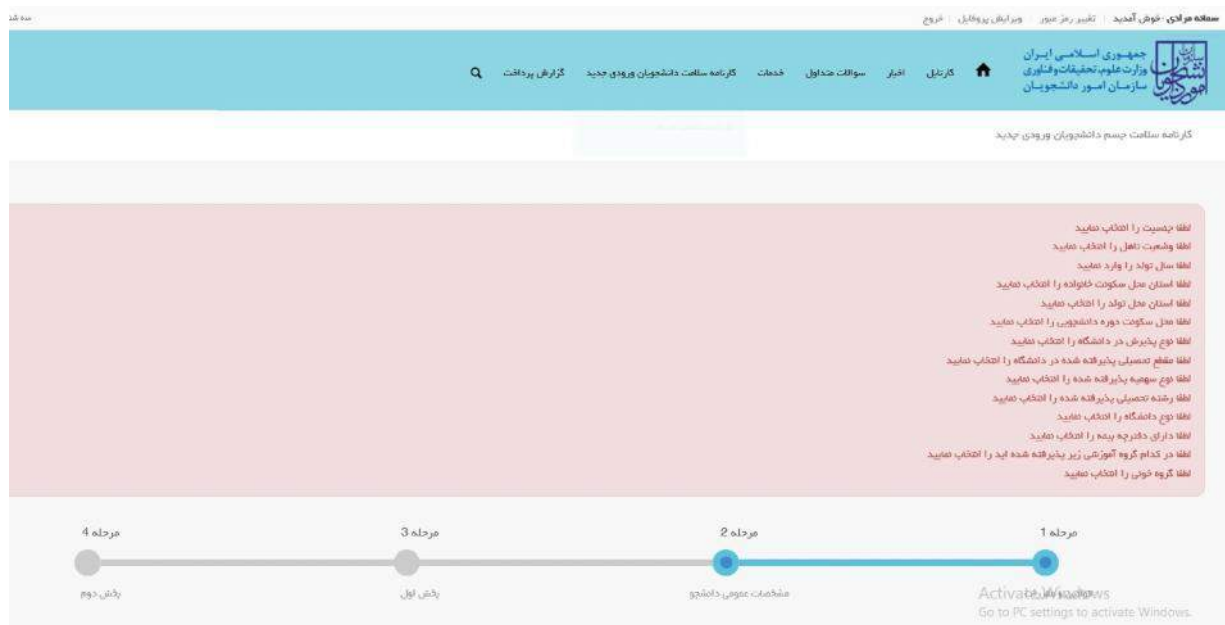 سمانه مرادی خوش آمدید | تغییر رمز عبور | ویرایش پروفایل | خروج
جمهوری اسلامی ایران
وزارت علوم، تحقیقات و فناوری
سازمان امور دانشجویان
سازمان امور دانشجویان
کارتابل اخبار سوالات متداول خدمات کارنامه سلامت دانشجویان ورودی جدید گزارش پرداخت
کارنامه سلامت جسم دانشجویان ورودی جدید
لطفا جنسیت را انتخاب نمایید
لطفا وضعیت تاهل را انتخاب نمایید
لطفا سال تولد را وارد نمایید
لطفا استان محل سکونت خانواده را انتخاب نمایید
لطفا استان محل تولد را انتخاب نمایید
لطفا محل سکونت دوره دانشجویی را انتخاب نمایید
لطفا نوع پذیرش در دانشگاه را انتخاب نمایید
لطفا مقطع تحصیلی پذیرفته شده در دانشگاه را انتخاب نمایید
لطفا نوع سهمیه پذیرفته شده را انتخاب نمایید
لطفا رشته تحصیلی پذیرفته شده را انتخاب نمایید
لطفا نوع دانشگاه را انتخاب نمایید
لطفا دارای دفترچه بیمه را انتخاب نمایید
لطفا در کدام گروه آموزشی زیر پذیرفته شده اید را انتخاب نمایید
لطفا گروه خونی را انتخاب نمایید
مرحله 1 مرحله 2 مرحله 3 مرحله 4
مشخصات عمومی دانشجو بخش اول بخش دوم
Activate Windows
Go to PC settings to activate Windows.